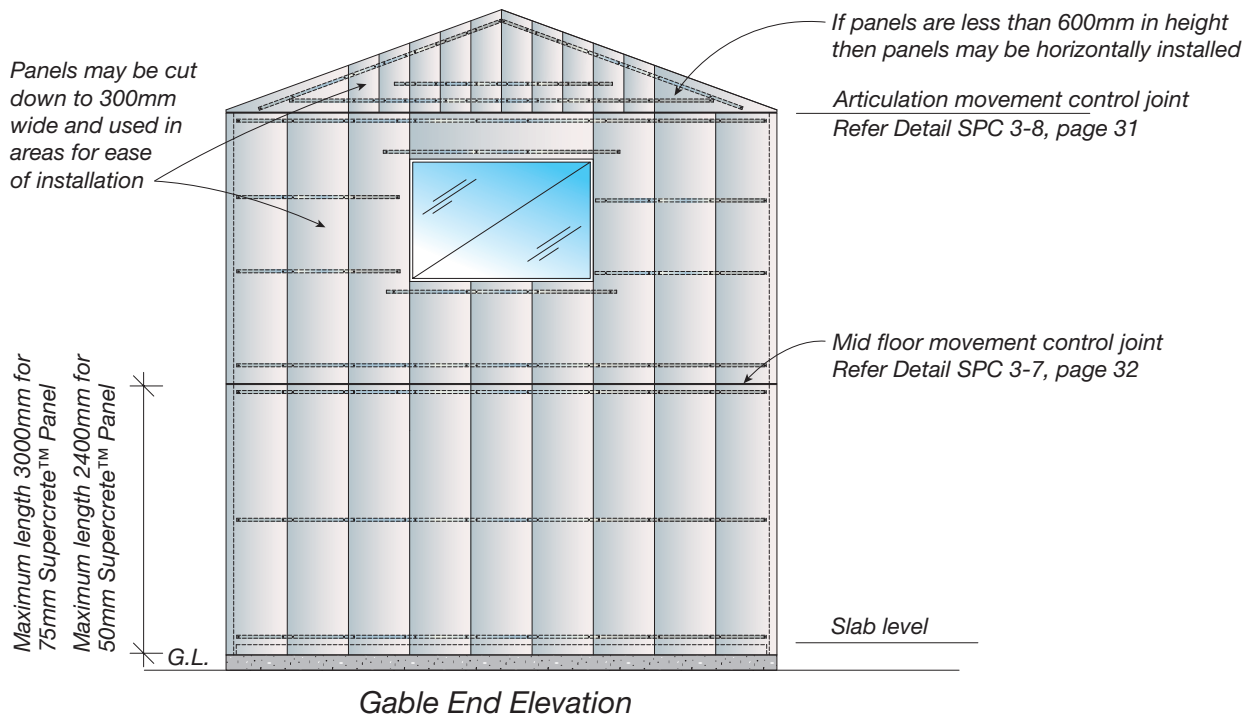 If panels are less than 600mm in height
then panels may be horizontally installed
Panels may be cut
down to 300mm
wide and used in
areas for ease
of installation
Articulation movement control joint
Refer Detail SPC 3-8, page 31
Mid floor movement control joint
Refer Detail SPC 3-7, page 32
Maximum length 3000mm for
75mm Supercrete™ Panel
Maximum length 2400mm for
50mm Supercrete™ Panel
Slab level
G.L.
Gable End Elevation